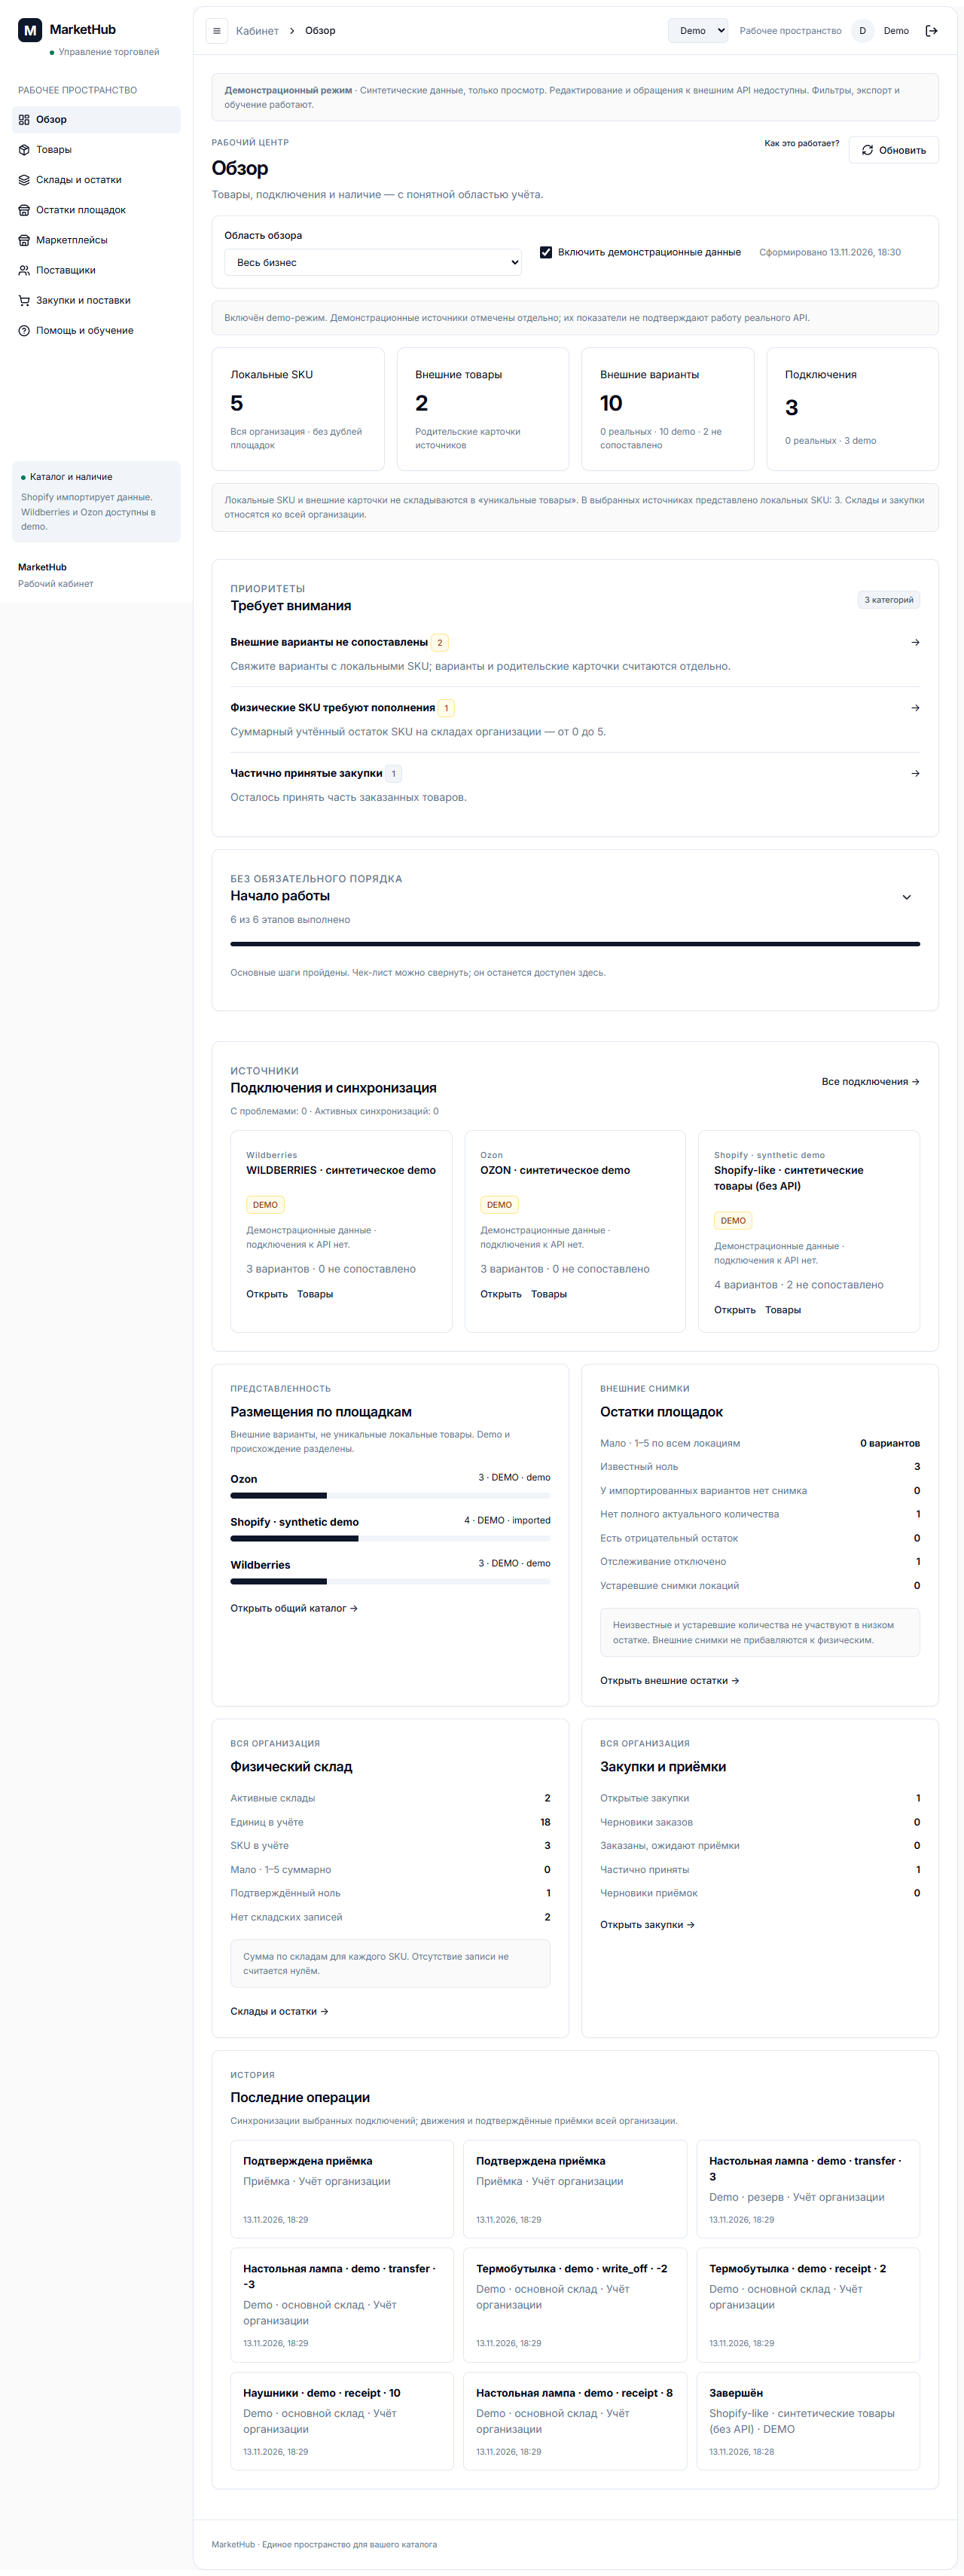 M MarketHub
Управление торговлей
РАБОЧЕЕ ПРОСТРАНСТВО
Обзор
Товары
Склады и остатки
Остатки площадок
Маркетплейсы
Поставщики
Закупки и поставки
Помощь и обучение
Каталог и наличие
Shopify импортирует данные.
Wildberries и Ozon доступны в
demo.
MarketHub
Рабочий кабинет
Кабинет > Обзор
Demo
Рабочее пространство
D
Demo
Демонстрационный режим · Синтетические данные, только просмотр. Редактирование и обращения к внешним API недоступны. Фильтры, экспорт и
обучение работают.
РАБОЧИЙ ЦЕНТР
Обзор
Товары, подключения и наличие — с понятной областью учёта.
Как это работает?
Обновить
Область обзора
Весь бизнес
Включить демонстрационные данные
Сформировано 13.11.2026, 18:30
Включён demo-режим. Демонстрационные источники отмечены отдельно; их показатели не подтверждают работу реального API.
Локальные SKU
5
Вся организация · без дублей
площадок
Внешние товары
2
Родительские карточки
источников
Внешние варианты
10
0 реальных · 10 demo · 2 не
сопоставлено
Подключения
3
0 реальных · 3 demo
Локальные SKU и внешние карточки не складываются в «уникальные товары». В выбранных источниках представлено локальных SKU: 3. Склады и закупки
относятся ко всей организации.
ПРИОРИТЕТЫ
Требует внимания
3 категорий
Внешние варианты не сопоставлены 2 →
Свяжите варианты с локальными SKU; варианты и родительские карточки считаются отдельно.
Физические SKU требуют пополнения 1 →
Суммарный учтённый остаток SKU на складах организации — от 0 до 5.
Частично принятые закупки 1 →
Осталось принять часть заказанных товаров.
БЕЗ ОБЯЗАТЕЛЬНОГО ПОРЯДКА
Начало работы
6 из 6 этапов выполнено
Основные шаги пройдены. Чек-лист можно свернуть; он останется доступен здесь.
ИСТОЧНИКИ
Подключения и синхронизация
Все подключения →
С проблемами: 0 · Активных синхронизаций: 0
Wildberries
WILDBERRIES · синтетическое demo
DEMO
Демонстрационные данные ·
подключения к API нет.
3 вариантов · 0 не сопоставлено
Открыть Товары
Ozon
OZON · синтетическое demo
DEMO
Демонстрационные данные ·
подключения к API нет.
3 вариантов · 0 не сопоставлено
Открыть Товары
Shopify · synthetic demo
Shopify-like · синтетические
товары (без API)
DEMO
Демонстрационные данные ·
подключения к API нет.
4 вариантов · 2 не сопоставлено
Открыть Товары
ПРЕДСТАВЛЕННОСТЬ
Размещения по площадкам
Внешние варианты, не уникальные локальные товары. Demo и
происхождение разделены.
Ozon 3 · DEMO · demo
Shopify · synthetic demo 4 · DEMO · imported
Wildberries 3 · DEMO · demo
Открыть общий каталог →
ВНЕШНИЕ СНИМКИ
Остатки площадок
Мало · 1–5 по всем локациям 0 вариантов
Известный ноль 3
У импортированных вариантов нет снимка 0
Нет полного актуального количества 1
Есть отрицательный остаток 0
Отслеживание отключено 1
Устаревшие снимки локаций 0
Неизвестные и устаревшие количества не участвуют в низком
остатке. Внешние снимки не прибавляются к физическим.
Открыть внешние остатки →
ВСЯ ОРГАНИЗАЦИЯ
Физический склад
Активные склады 2
Единиц в учёте 18
SKU в учёте 3
Мало · 1–5 суммарно 0
Подтверждённый ноль 1
Нет складских записей 2
Сумма по складам для каждого SKU. Отсутствие записи не
считается нулём.
Склады и остатки →
ВСЯ ОРГАНИЗАЦИЯ
Закупки и приёмки
Открытые закупки 1
Черновики заказов 0
Заказаны, ожидают приёмки 0
Частично приняты 1
Черновики приёмок 0
Открыть закупки →
ИСТОРИЯ
Последние операции
Синхронизации выбранных подключений; движения и подтверждённые приёмки всей организации.
Подтверждена приёмка
Приёмка · Учёт организации
13.11.2026, 18:29
Подтверждена приёмка
Приёмка · Учёт организации
13.11.2026, 18:29
Настольная лампа · demo · transfer ·
3
Demo · резерв · Учёт организации
13.11.2026, 18:29
Настольная лампа · demo · transfer ·
-3
Demo · основной склад · Учёт
организации
13.11.2026, 18:29
Термобутылка · demo · write_off · -2
Demo · основной склад · Учёт
организации
13.11.2026, 18:29
Термобутылка · demo · receipt · 2
Demo · основной склад · Учёт
организации
13.11.2026, 18:29
Наушники · demo · receipt · 10
Demo · основной склад · Учёт
организации
13.11.2026, 18:29
Настольная лампа · demo · receipt · 8
Demo · основной склад · Учёт
организации
13.11.2026, 18:29
Завершён
Shopify-like · синтетические товары
(без API) · DEMO
13.11.2026, 18:28
MarketHub · Единое пространство для вашего каталога